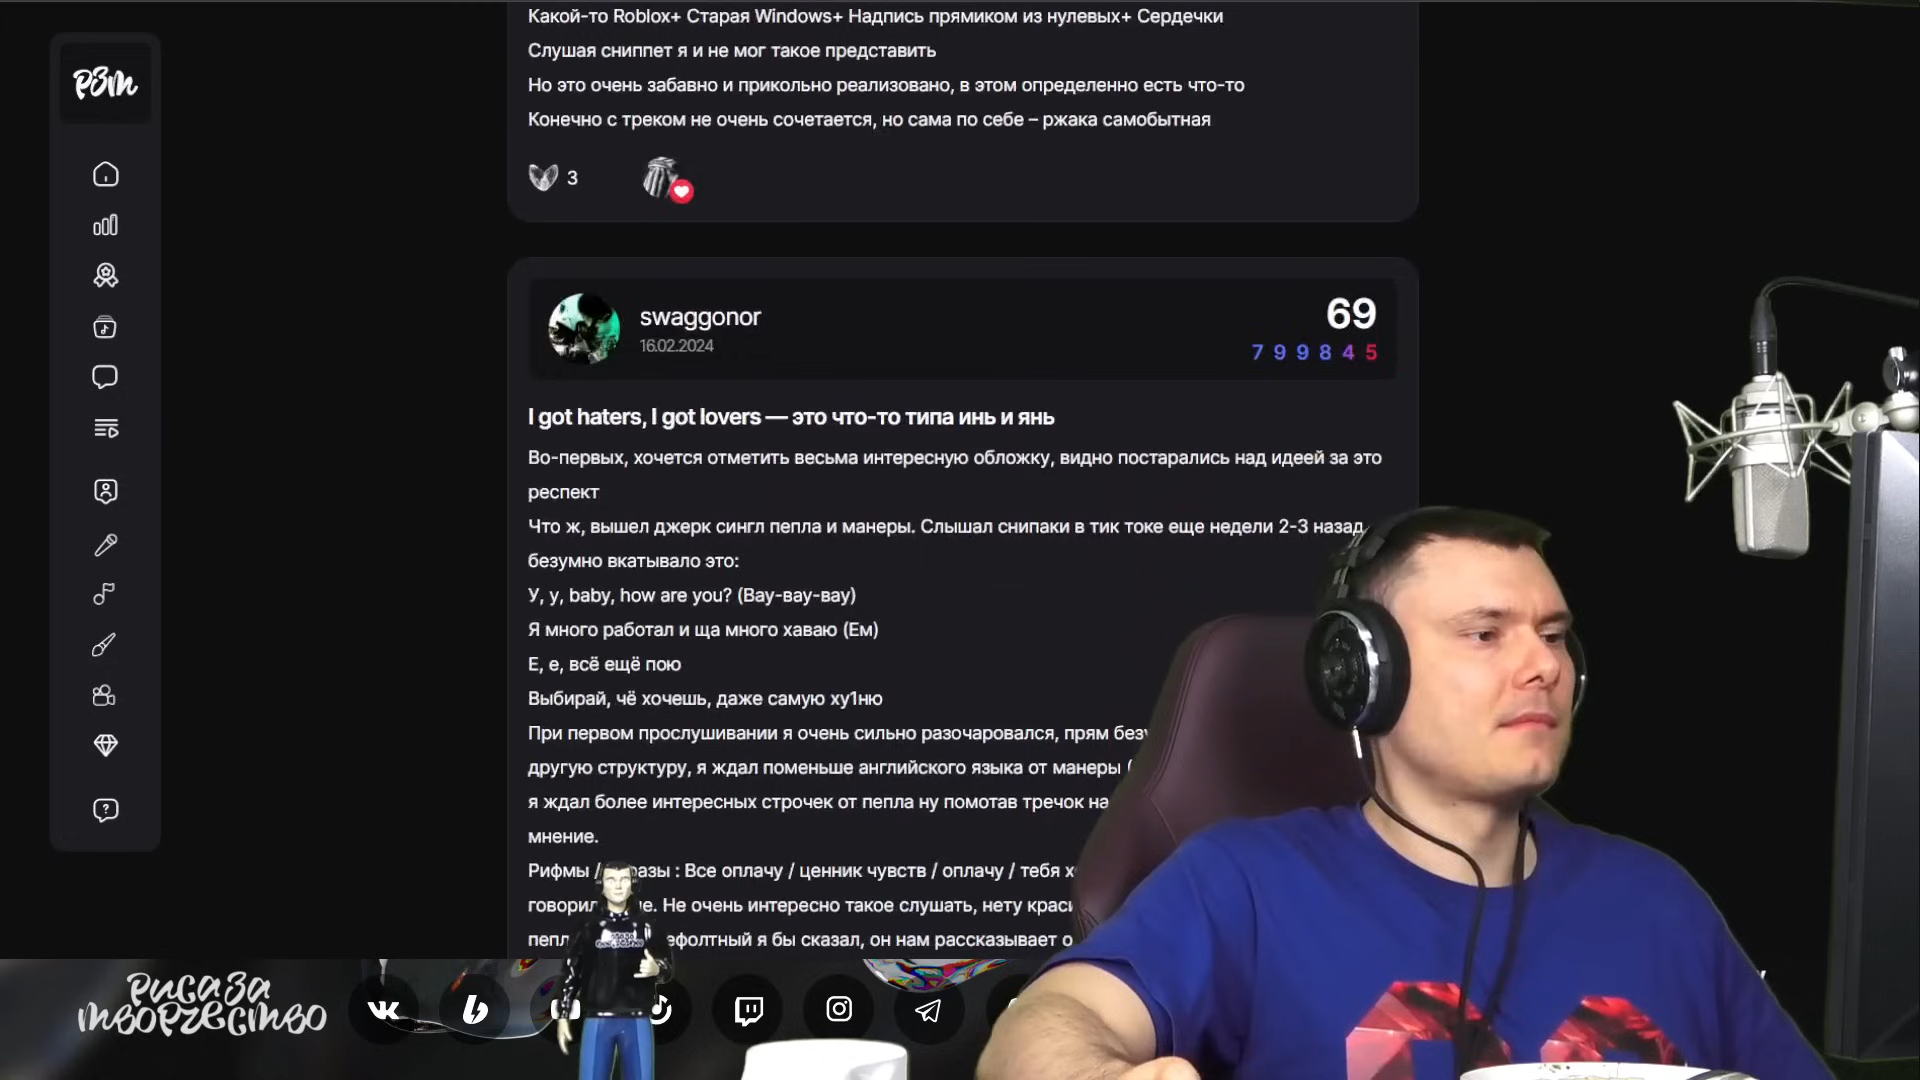 Какой-то Roblox+ Старая Windows+ Надпись прямиком из нулевых+ Сердечки
Слушая сниппет я и не мог такое представить
Но это очень забавно и прикольно реализовано, в этом определенно есть что-то
Конечно с треком не очень сочетается, но сама по себе – ржака самобытная
3
РЗТ
swaggonor
16.02.2024
69
7 9 9 8 4 5
I got haters, I got lovers — это что-то типа инь и янь
Во-первых, хочется отметить весьма интересную обложку, видно постарались над идеей за это
респект
Что ж, вышел джерк сингл пепла и манеры. Слышал снипаки в тик токе еще недели 2-3 назад
безумно вкатывало это:
У, у, baby, how are you? (Вау-вау-вау)
Я много работал и ща много хаваю (Ем)
Е, е, всё ещё пою
Выбирай, чё хочешь, даже самую ху1ню
При первом прослушивании я очень сильно разочаровался, прям
другую структуру, я ждал поменьше английского языка от манеры (
я ждал более интересных строчек от пепла ну помотав тречок
мнение.
Рифмы / : Все оплачу / ценник чувств / оплачу / тебя
Не очень интересно такое слушать, нету
я бы сказал, он нам рассказывает о
РИСАЗА
ТВОРЧЕСТВО